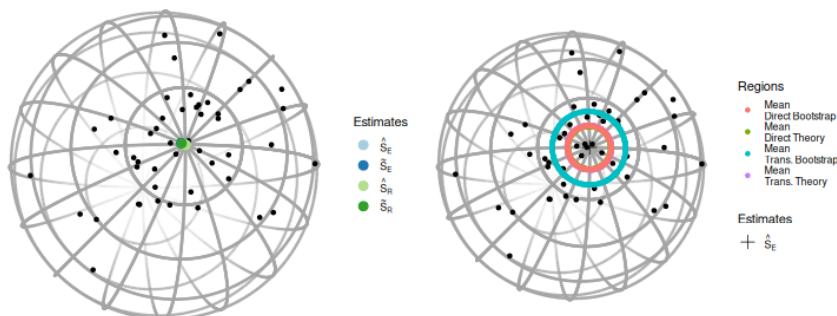 Estimates
Ŝ_E
S̃_E
Ŝ_R
S̃_R
Regions
Mean
Direct Bootstrap
Mean
Direct Theory
Mean
Trans. Bootstrap
Mean
Trans. Theory
Estimates
Ŝ_E